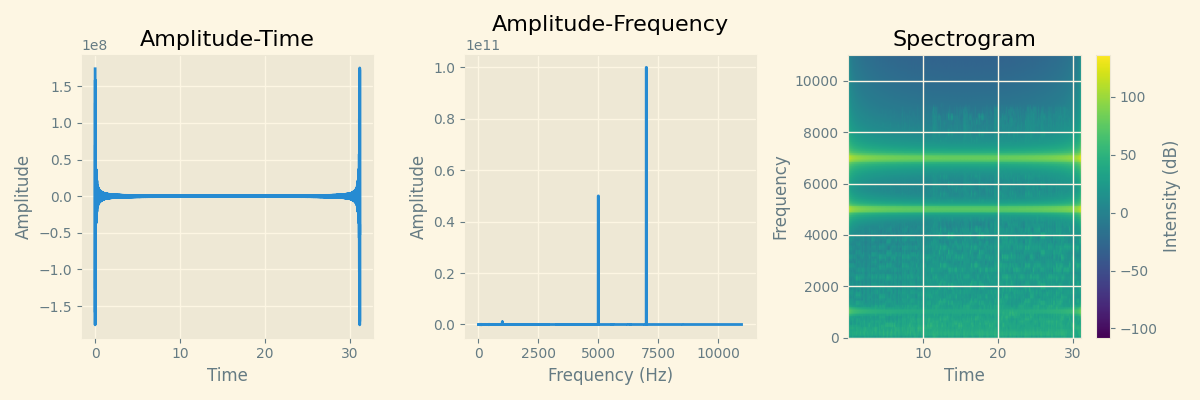 Amplitude-Time
1e8
1.5
1.0
0.5
0.0
−0.5
−1.0
−1.5
Amplitude
0 10 20 30
Time
Amplitude-Frequency
1e11
1.0
0.8
0.6
0.4
0.2
0.0
Amplitude
0 2500 5000 7500 10000
Frequency (Hz)
Spectrogram
10000
8000
6000
4000
2000
0
Frequency
10 20 30
Time
100
50
0
−50
−100
Intensity (dB)